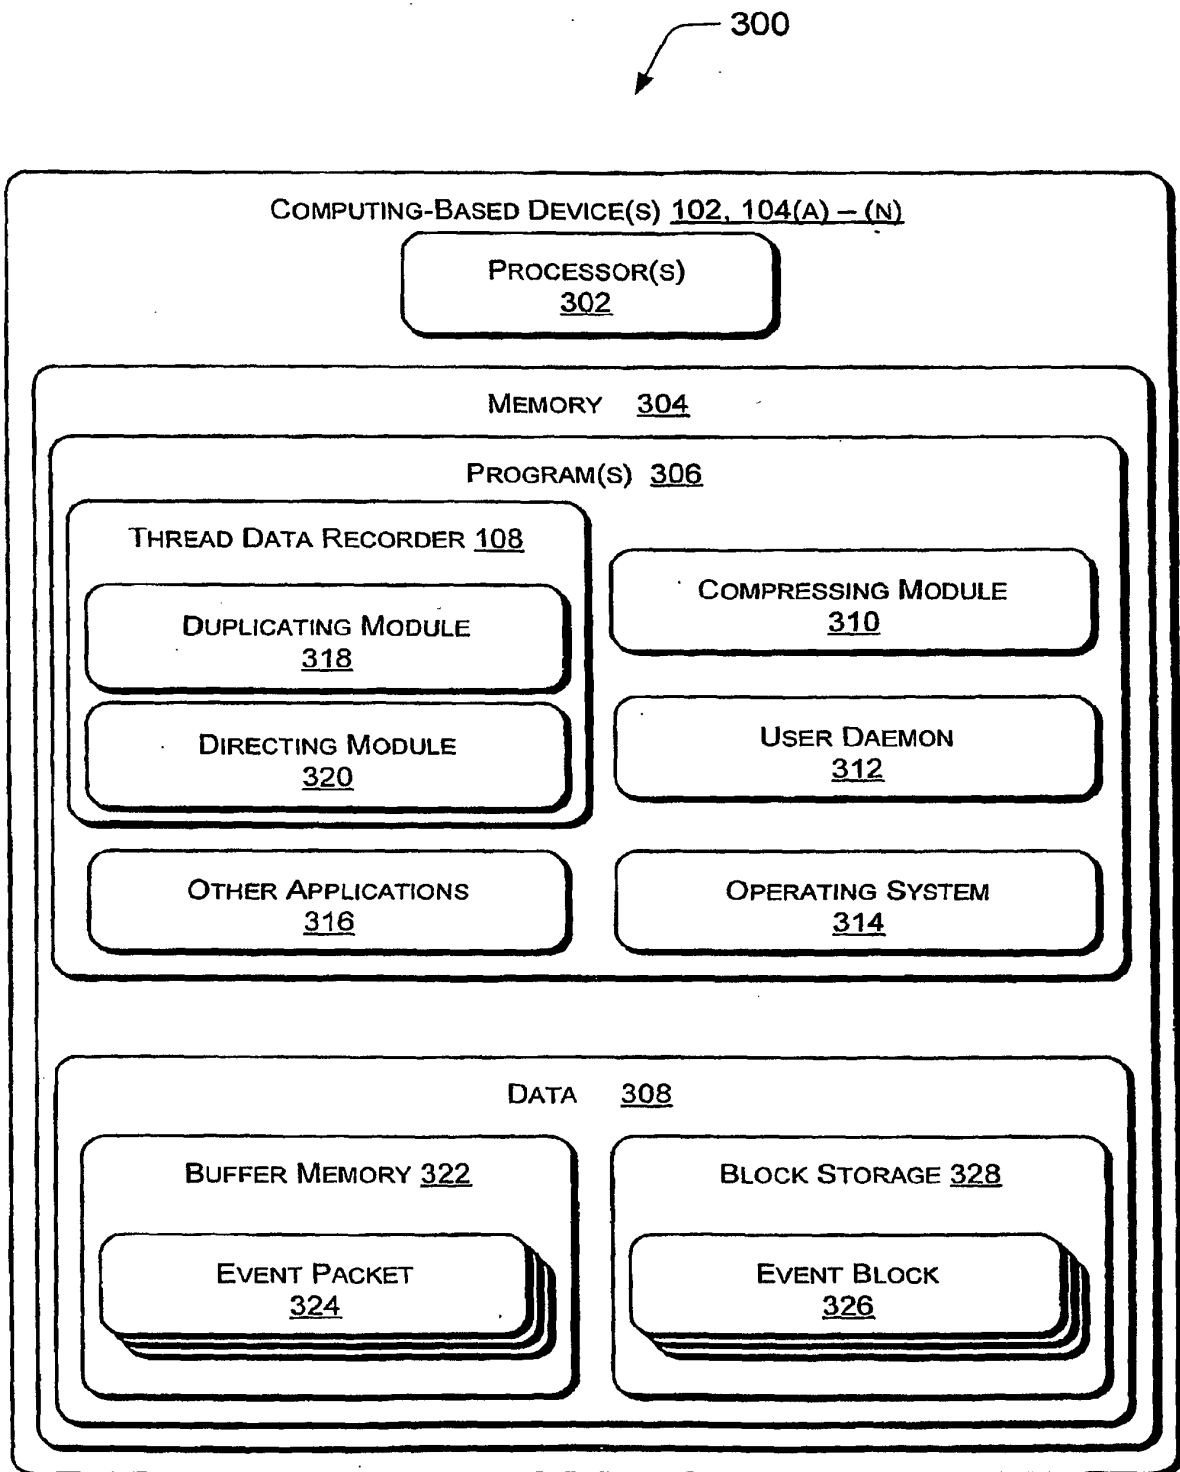 300
COMPUTING-BASED DEVICE(S) 102, 104(A) – (N)
PROCESSOR(S)
302
MEMORY 304
PROGRAM(S) 306
THREAD DATA RECORDER 108
DUPLICATING MODULE
318
DIRECTING MODULE
320
COMPRESSING MODULE
310
USER DAEMON
312
OTHER APPLICATIONS
316
OPERATING SYSTEM
314
DATA 308
BUFFER MEMORY 322
EVENT PACKET
324
BLOCK STORAGE 328
EVENT BLOCK
326